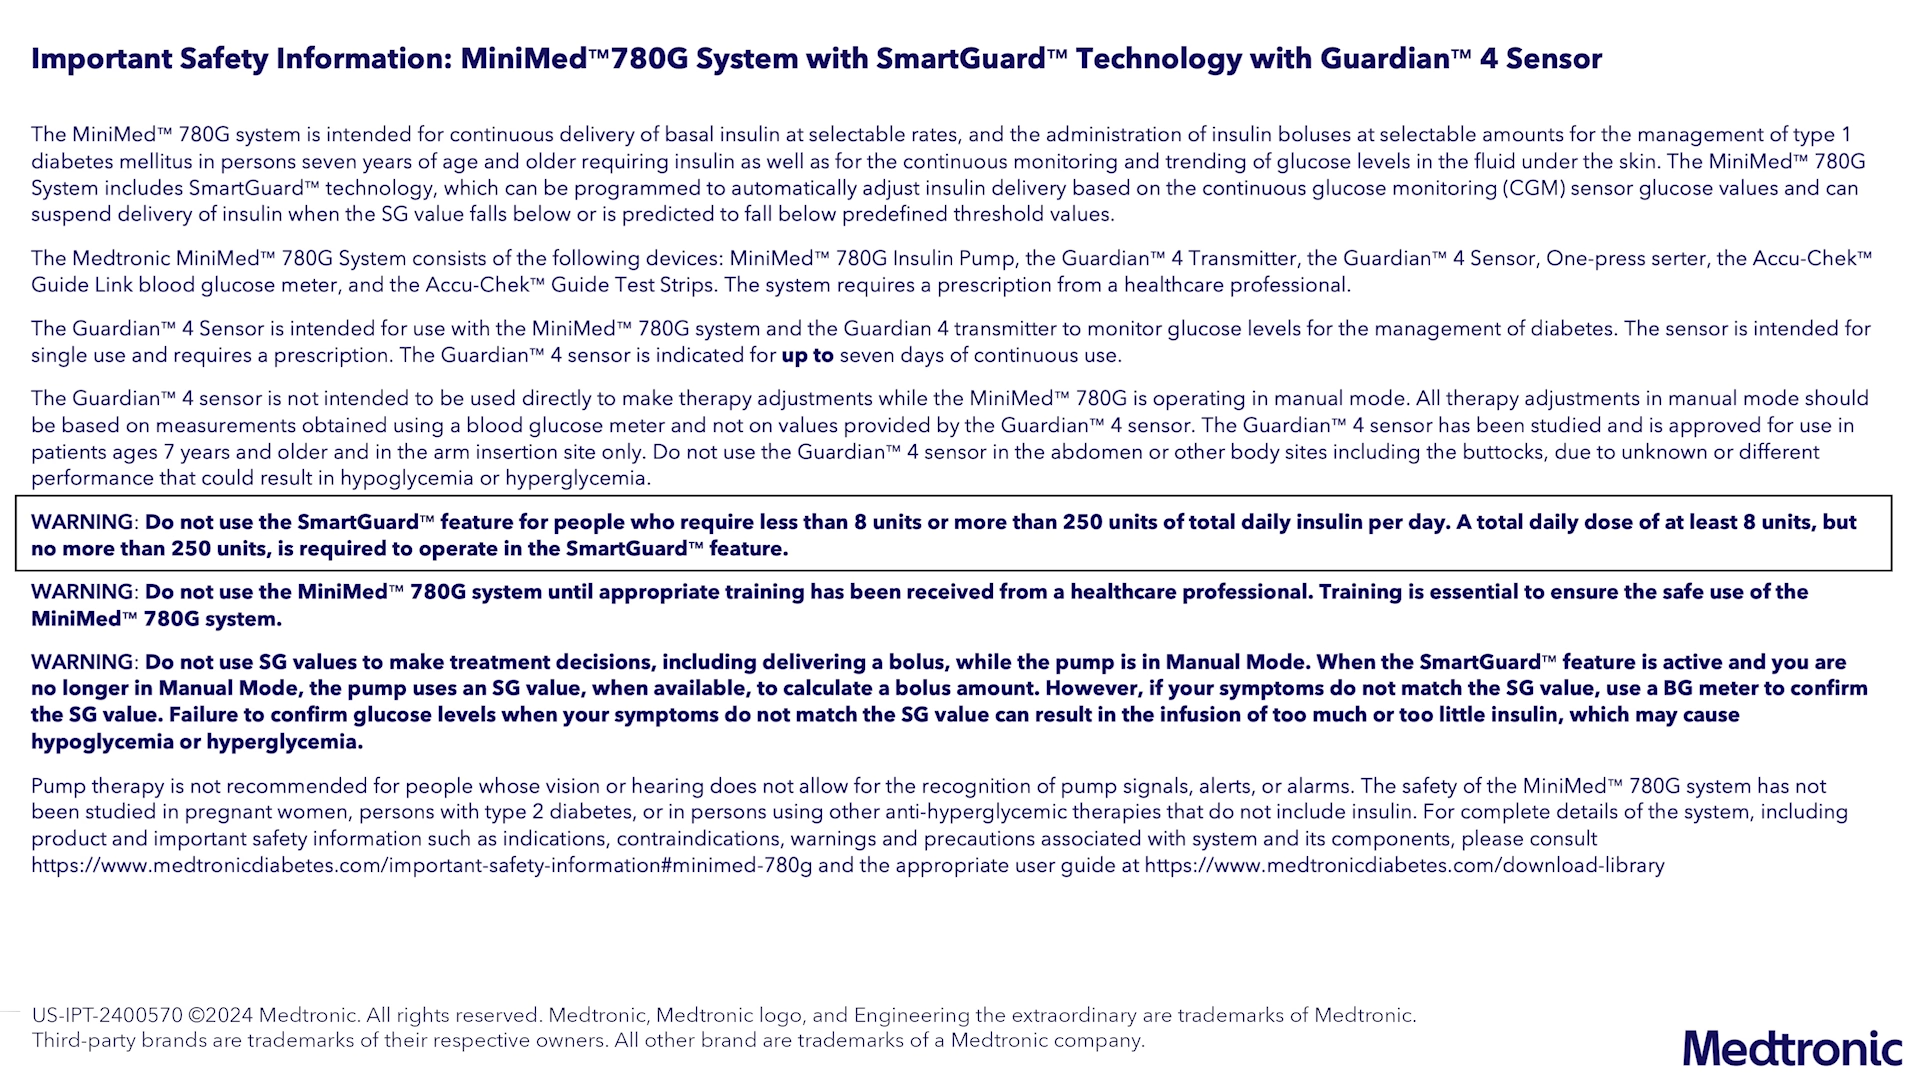 Important Safety Information: MiniMed™780G System with SmartGuard™ Technology with Guardian™ 4 Sensor
The MiniMed™ 780G system is intended for continuous delivery of basal insulin at selectable rates, and the administration of insulin boluses at selectable amounts for the management of type 1
diabetes mellitus in persons seven years of age and older requiring insulin as well as for the continuous monitoring and trending of glucose levels in the fluid under the skin. The MiniMed™ 780G
System includes SmartGuard™ technology, which can be programmed to automatically adjust insulin delivery based on the continuous glucose monitoring (CGM) sensor glucose values and can
suspend delivery of insulin when the SG value falls below or is predicted to fall below predefined threshold values.
The Medtronic MiniMed™ 780G System consists of the following devices: MiniMed™ 780G Insulin Pump, the Guardian™ 4 Transmitter, the Guardian™ 4 Sensor, One-press serter, the Accu-Chek™
Guide Link blood glucose meter, and the Accu-Chek™ Guide Test Strips. The system requires a prescription from a healthcare professional.
The Guardian™ 4 Sensor is intended for use with the MiniMed™ 780G system and the Guardian 4 transmitter to monitor glucose levels for the management of diabetes. The sensor is intended for
single use and requires a prescription. The Guardian™ 4 sensor is indicated for up to seven days of continuous use.
The Guardian™ 4 sensor is not intended to be used directly to make therapy adjustments while the MiniMed™ 780G is operating in manual mode. All therapy adjustments in manual mode should
be based on measurements obtained using a blood glucose meter and not on values provided by the Guardian™ 4 sensor. The Guardian™ 4 sensor has been studied and is approved for use in
patients ages 7 years and older and in the arm insertion site only. Do not use the Guardian™ 4 sensor in the abdomen or other body sites including the buttocks, due to unknown or different
performance that could result in hypoglycemia or hyperglycemia.
WARNING: Do not use the SmartGuard™ feature for people who require less than 8 units or more than 250 units of total daily insulin per day. A total daily dose of at least 8 units, but
no more than 250 units, is required to operate in the SmartGuard™ feature.
WARNING: Do not use the MiniMed™ 780G system until appropriate training has been received from a healthcare professional. Training is essential to ensure the safe use of the
MiniMed™ 780G system.
WARNING: Do not use SG values to make treatment decisions, including delivering a bolus, while the pump is in Manual Mode. When the SmartGuard™ feature is active and you are
no longer in Manual Mode, the pump uses an SG value, when available, to calculate a bolus amount. However, if your symptoms do not match the SG value, use a BG meter to confirm
the SG value. Failure to confirm glucose levels when your symptoms do not match the SG value can result in the infusion of too much or too little insulin, which may cause
hypoglycemia or hyperglycemia.
Pump therapy is not recommended for people whose vision or hearing does not allow for the recognition of pump signals, alerts, or alarms. The safety of the MiniMed™ 780G system has not
been studied in pregnant women, persons with type 2 diabetes, or in persons using other anti-hyperglycemic therapies that do not include insulin. For complete details of the system, including
product and important safety information such as indications, contraindications, warnings and precautions associated with system and its components, please consult
https://www.medtronicdiabetes.com/important-safety-information#minimed-780g and the appropriate user guide at https://www.medtronicdiabetes.com/download-library
US-IPT-2400570 ©2024 Medtronic. All rights reserved. Medtronic, Medtronic logo, and Engineering the extraordinary are trademarks of Medtronic.
Third-party brands are trademarks of their respective owners. All other brand are trademarks of a Medtronic company.
Medtronic